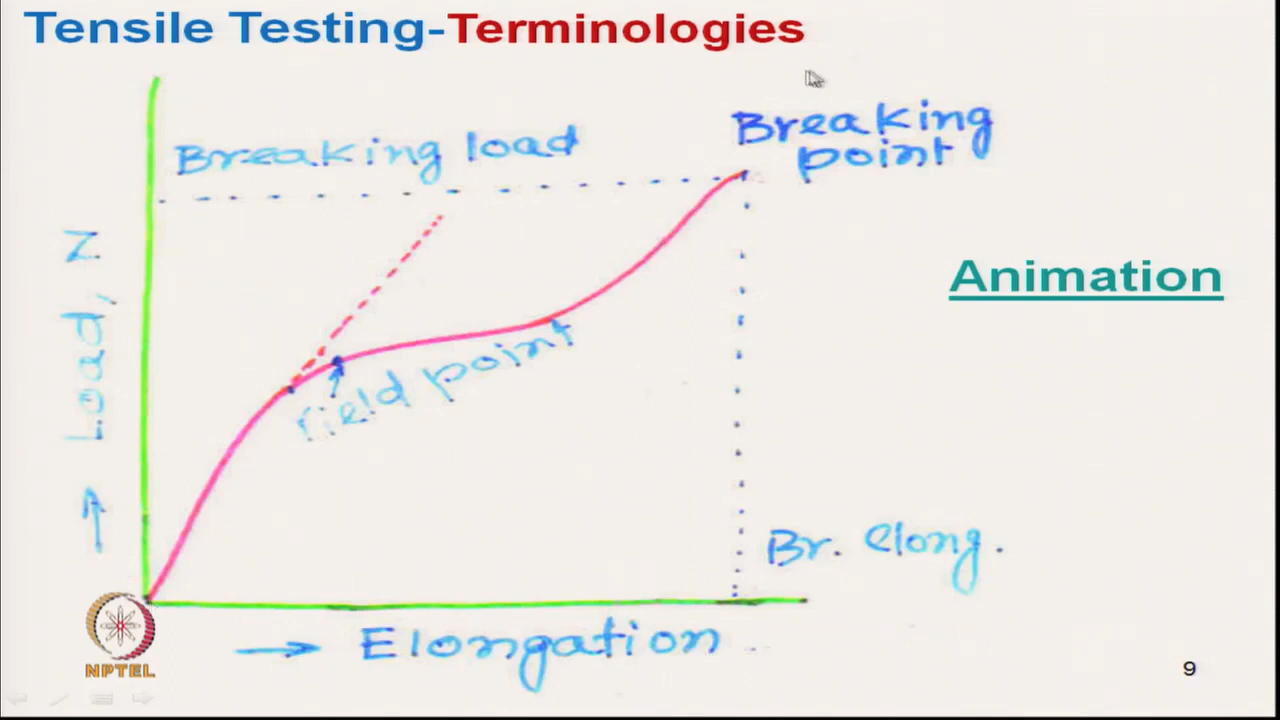 Tensile Testing-Terminologies
Breaking load
Breaking
point
Load, N
Animation
Yield point
Br. Elong.
Elongation
NPTEL
9